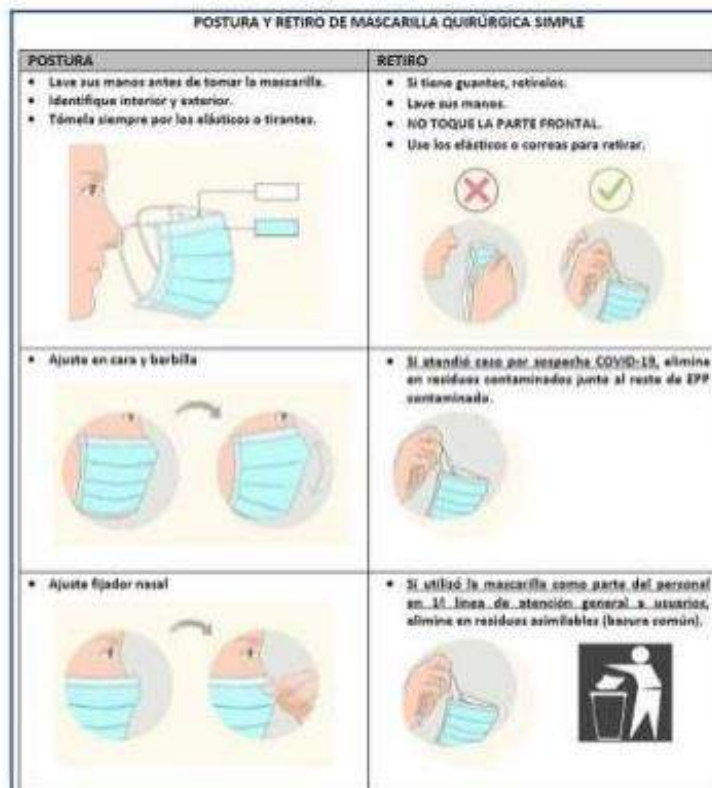 POSTURA Y RETIRO DE MASCARILLA QUIRÚRGICA SIMPLE
POSTURA
• Lave sus manos antes de tomar la mascarilla.
• Identifique interior y exterior.
• Tómela siempre por los elásticos o tirantes.
RETIRO
• Si tiene guantes, retírelos.
• Lave sus manos.
• NO TOQUE LA PARTE FRONTAL.
• Use los elásticos o correas para retirar.
• Ajuste en cara y barbilla
• Si atendió caso por sospecha COVID-19, elimine
en residuos contaminados junto al resto de EPP
contaminado.
• Ajuste fijador nasal
• Si utilizó la mascarilla como parte del personal
en 1ª línea de atención general a usuarios,
elimine en residuos asimilables (basura común).